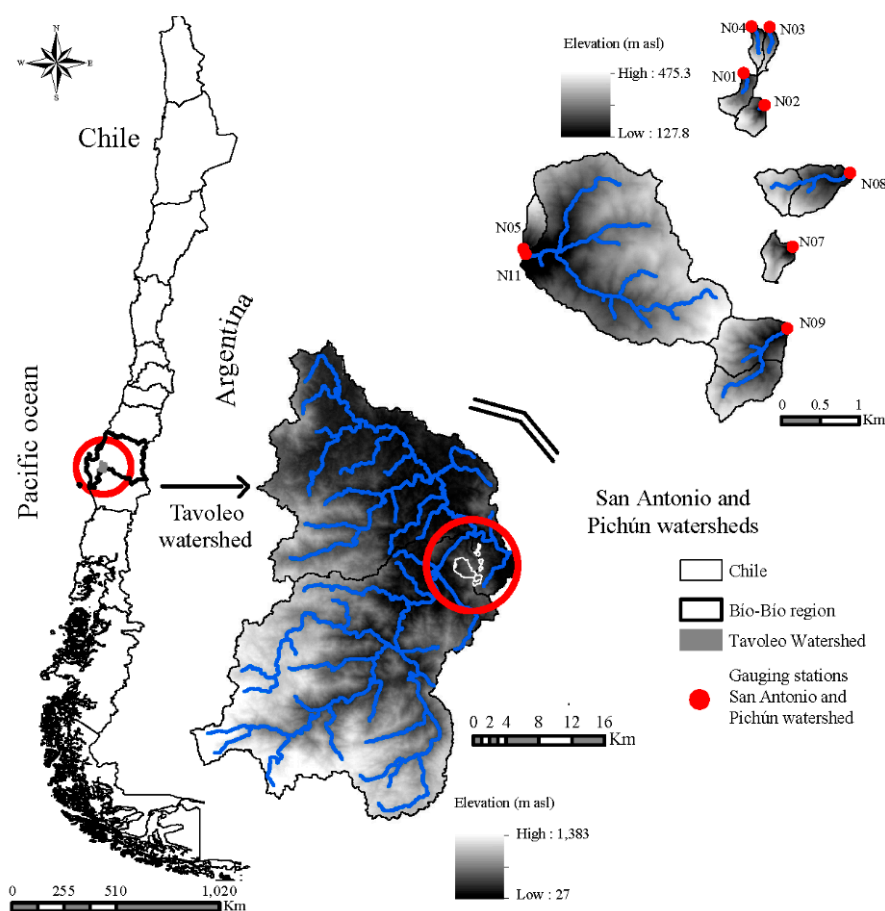 N
W
E
S
Chile
Pacific ocean
Argentina
Tavoleo
watershed
0 255 510 1,020
Km
Elevation (m asl)
High : 475.3
Low : 127.8
N04
N03
N01
N02
N08
N05
N11
N07
N09
0 0.5 1
Km
San Antonio and
Pichún watersheds
Chile
Bio-Bio region
Tavoleo Watershed
Gauging stations
San Antonio and
Pichún watershed
0 2 4 8 12 16
Km
Elevation (m asl)
High : 1,383
Low : 27